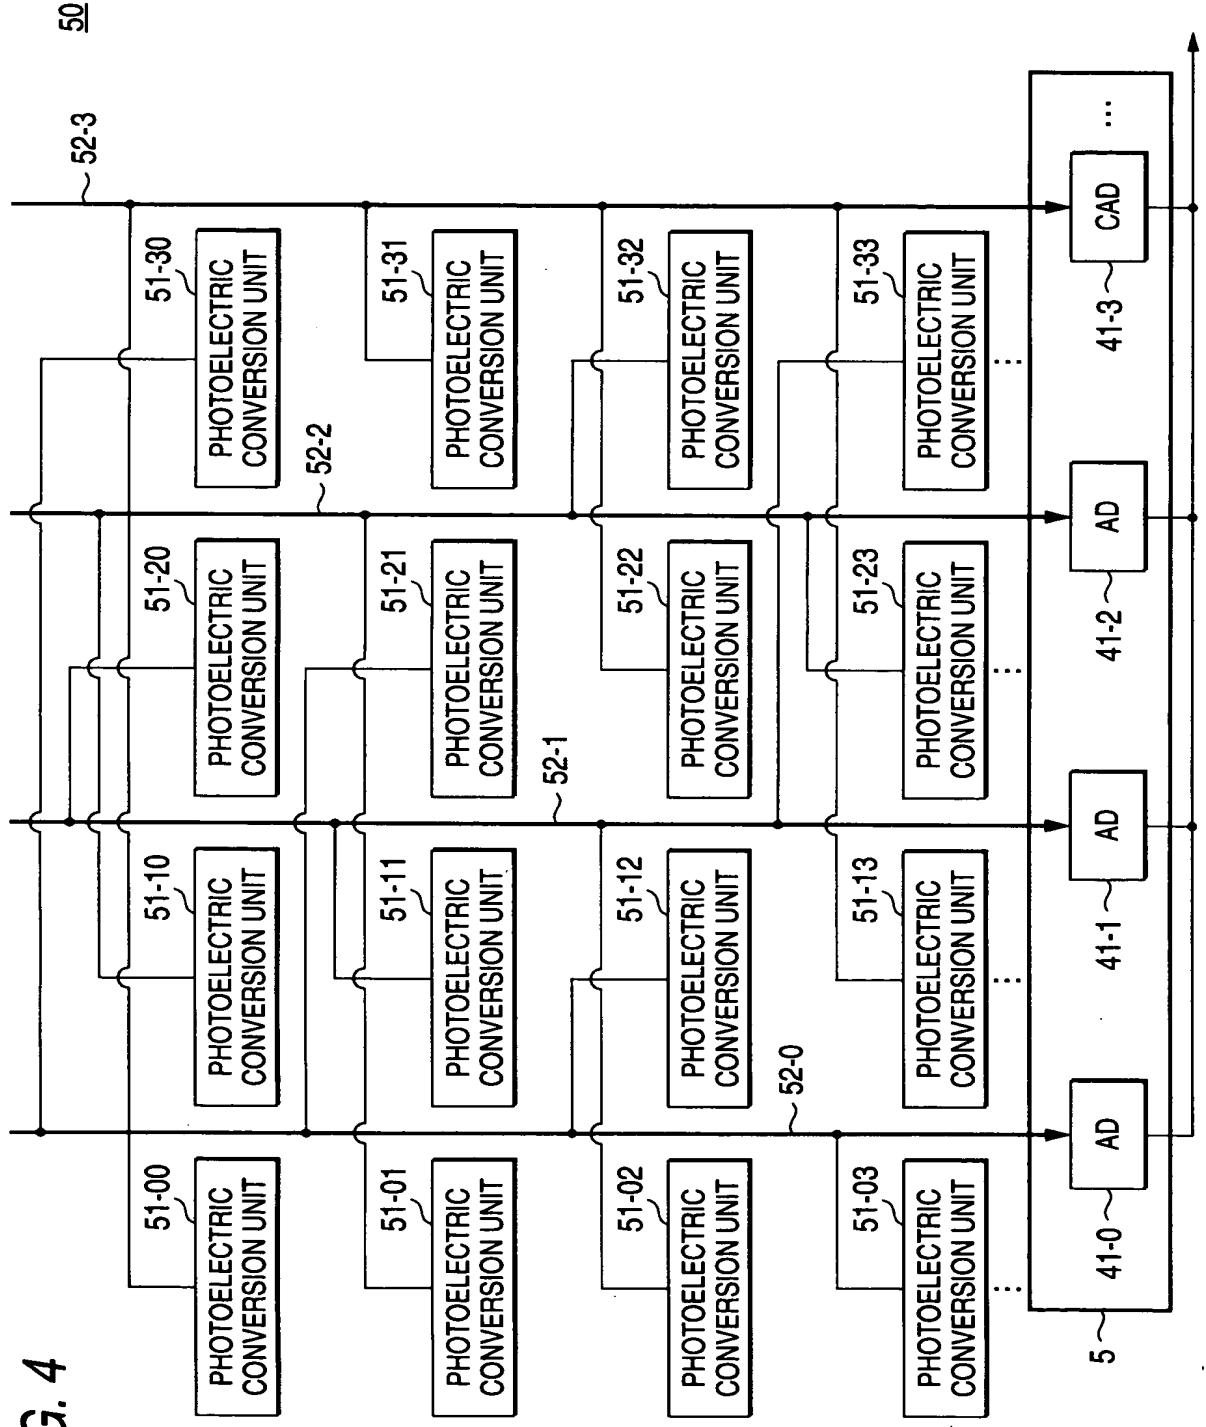 G. 4
50
52-3
51-00
PHOTOELECTRIC
CONVERSION UNIT
51-10
PHOTOELECTRIC
CONVERSION UNIT
51-20
PHOTOELECTRIC
CONVERSION UNIT
51-30
PHOTOELECTRIC
CONVERSION UNIT
52-2
51-01
PHOTOELECTRIC
CONVERSION UNIT
51-11
PHOTOELECTRIC
CONVERSION UNIT
51-21
PHOTOELECTRIC
CONVERSION UNIT
51-31
PHOTOELECTRIC
CONVERSION UNIT
52-1
51-02
PHOTOELECTRIC
CONVERSION UNIT
51-12
PHOTOELECTRIC
CONVERSION UNIT
51-22
PHOTOELECTRIC
CONVERSION UNIT
51-32
PHOTOELECTRIC
CONVERSION UNIT
52-0
51-03
PHOTOELECTRIC
CONVERSION UNIT
51-13
PHOTOELECTRIC
CONVERSION UNIT
51-23
PHOTOELECTRIC
CONVERSION UNIT
51-33
PHOTOELECTRIC
CONVERSION UNIT
... ... ... ...
5
41-0
AD
41-1
AD
41-2
AD
41-3
CAD
...